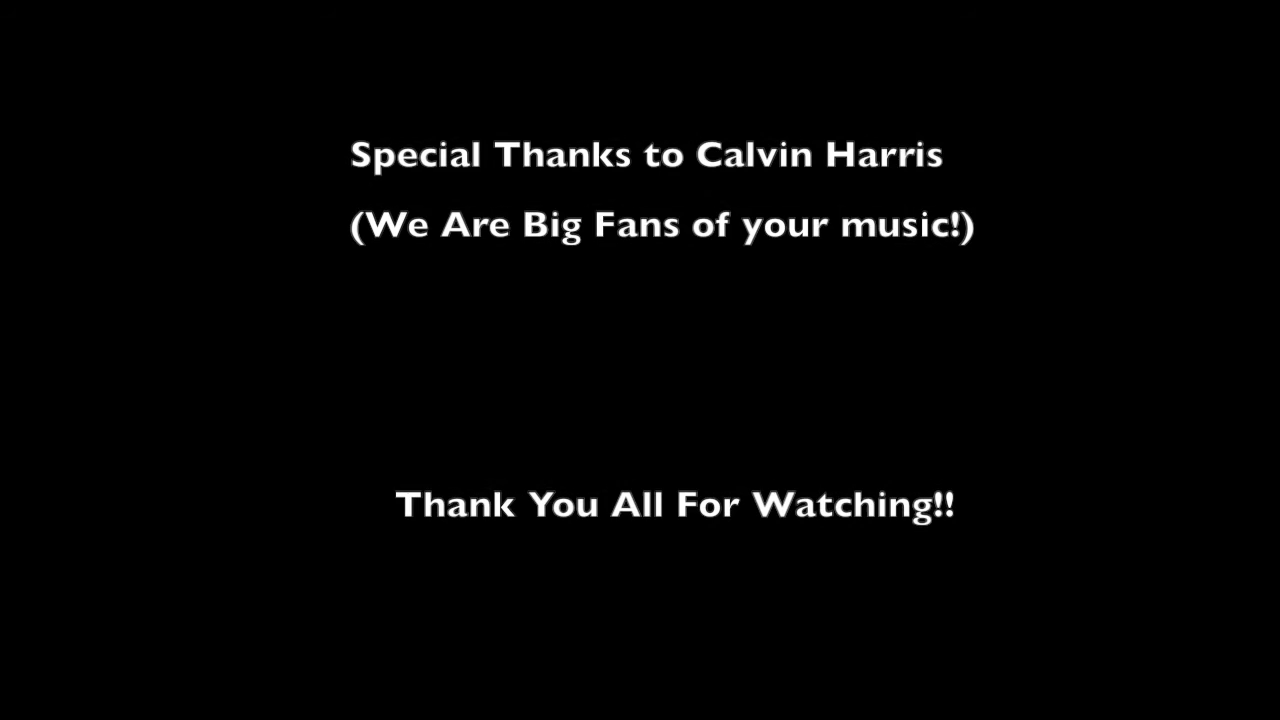 Special Thanks to Calvin Harris
(We Are Big Fans of your music!)
Thank You All For Watching!!